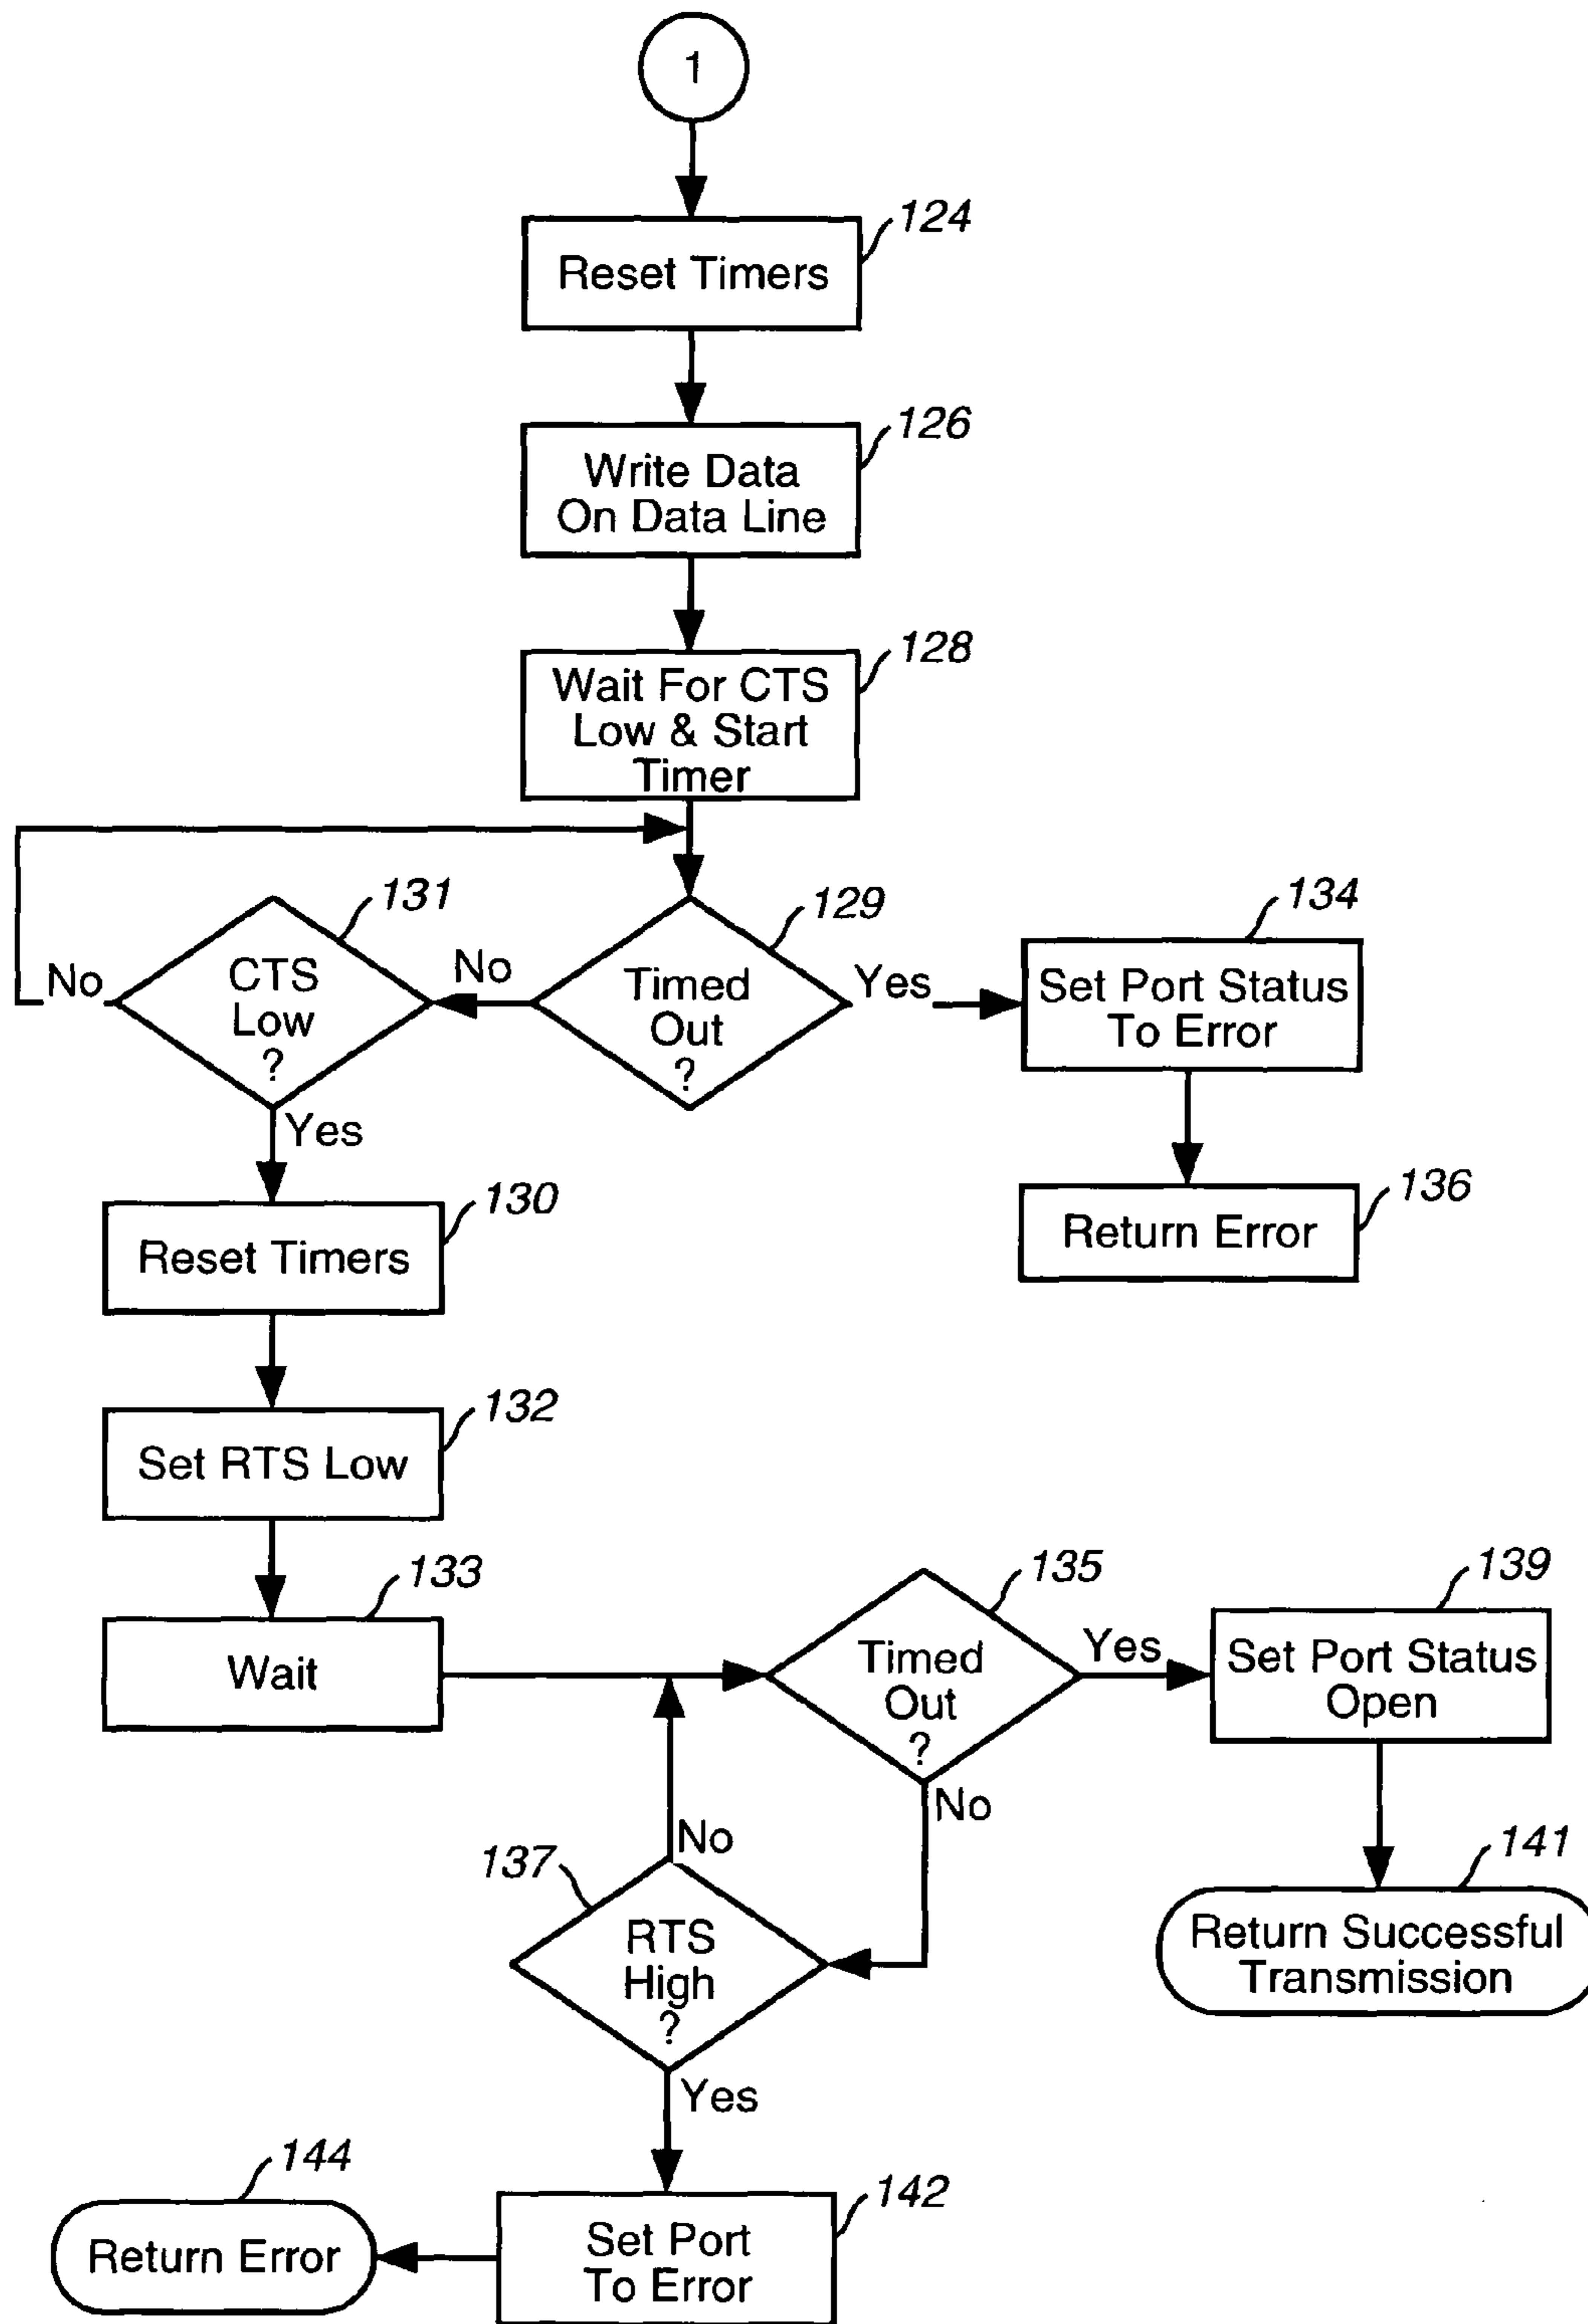 1
124
Reset Timers
126
Write Data
On Data Line
128
Wait For CTS
Low & Start
Timer
131
129
134
No
CTS
Low
?
No
Timed
Out
?
Yes
Set Port Status
To Error
Yes
130
Reset Timers
136
Return Error
132
Set RTS Low
133
Wait
135
Timed
Out
?
Yes
139
Set Port Status
Open
No
No
137
RTS
High
?
141
Return Successful
Transmission
Yes
144
Return Error
142
Set Port
To Error